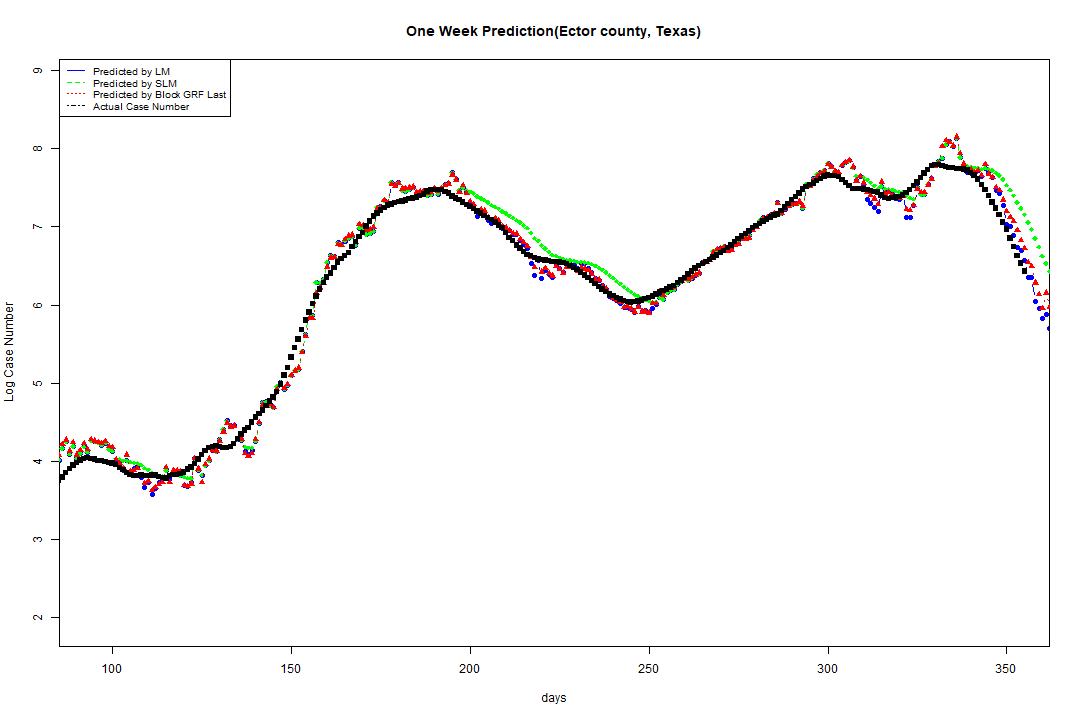 One Week Prediction(Ector county, Texas)
Predicted by LM
Predicted by SLM
Predicted by Block GRF Last
Actual Case Number
9
8
7
6
5
4
3
2
Log Case Number
100 150 200 250 300 350
days